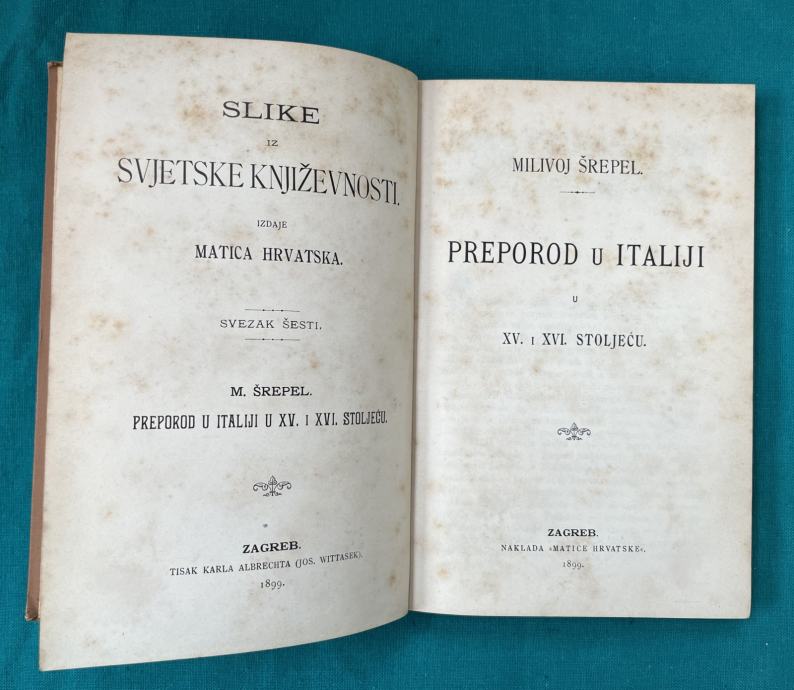 SLIKE
IZ
SVJETSKE KNJIŽEVNOSTI.
IZDAJE
MATICA HRVATSKA.
SVEZAK ŠESTI.
M. ŠREPEL.
PREPOROD U ITALIJI U XV. I XVI. STOLJEĆU.
ZAGREB.
TISAK KARLA ALBRECHTA (JOS. WITTASEK).
1899.
MILIVOJ ŠREPEL.
PREPOROD U ITALIJI
U
XV. I XVI. STOLJEĆU.
ZAGREB.
NAKLADA »MATICE HRVATSKE«.
1899.